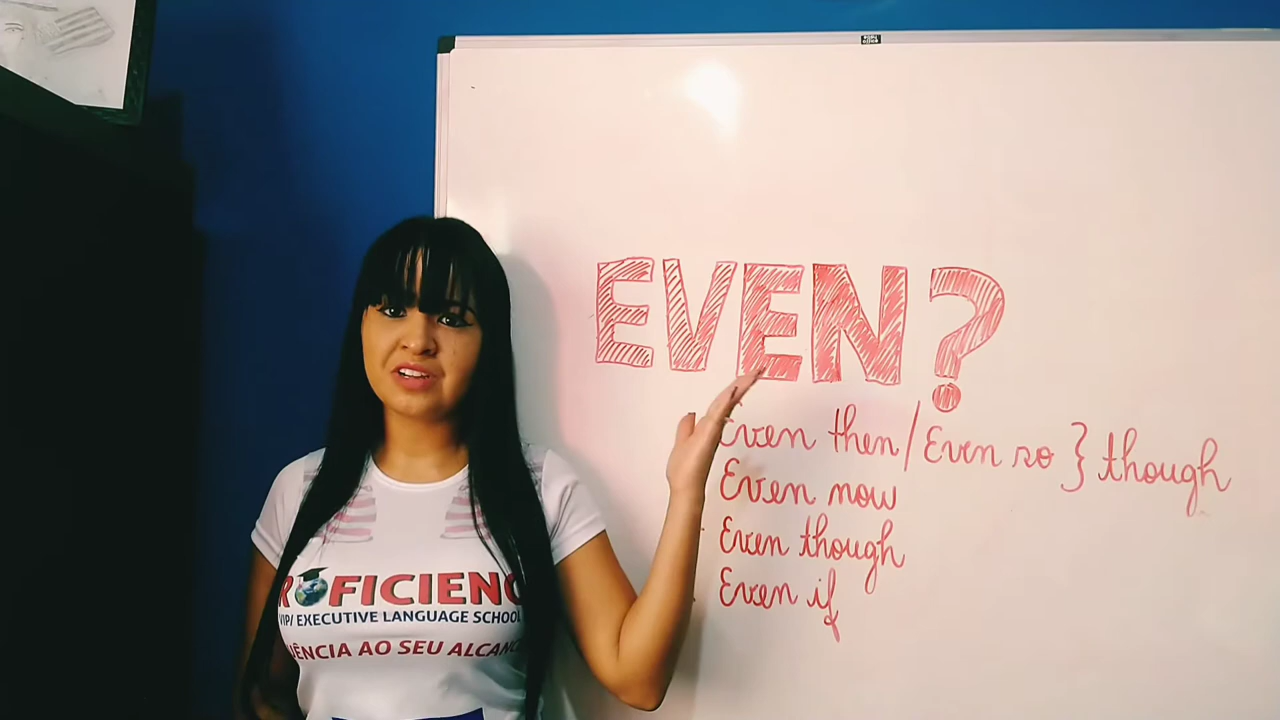 EVEN?
Even then/Even so } though
Even now
Even though
Even if
ROFICIENC
VIP/ EXECUTIVE LANGUAGE SCHOOL
UÊNCIA AO SEU ALCANC